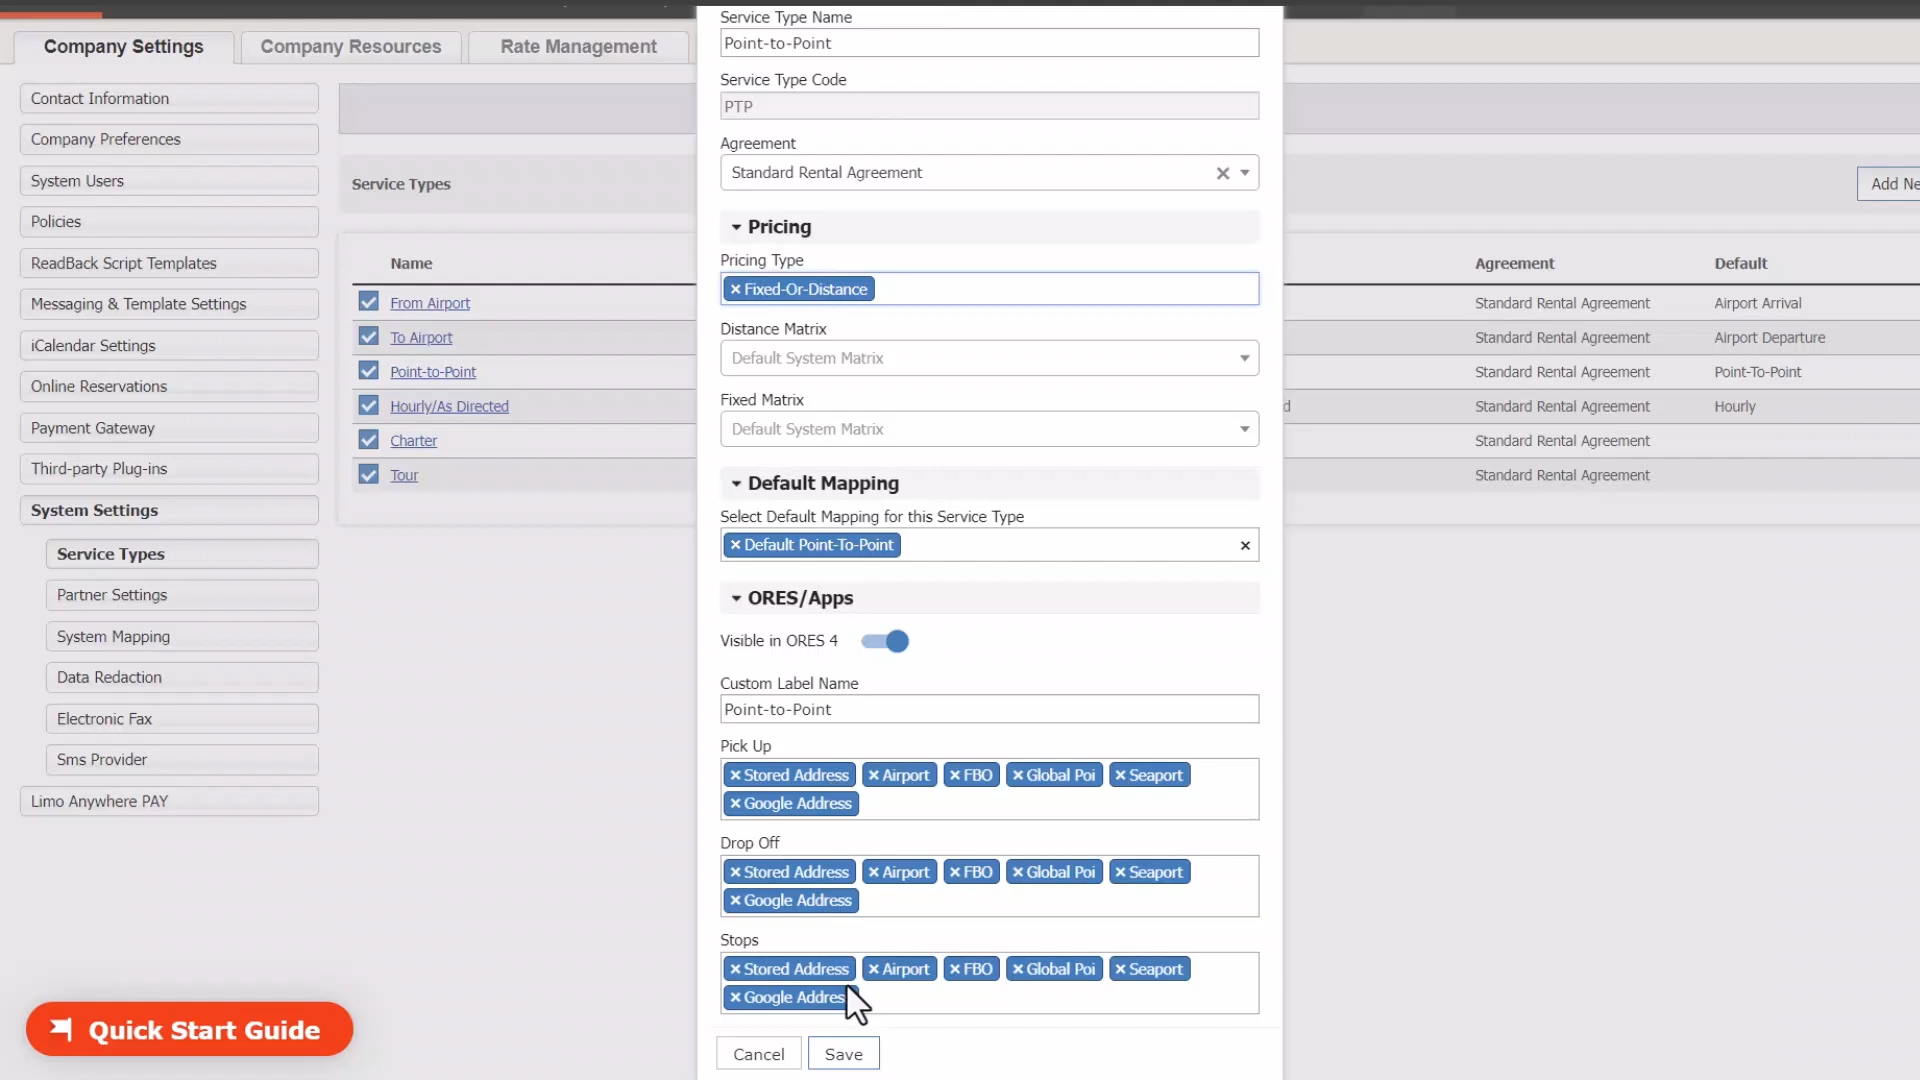 Company Settings
Company Resources
Rate Management
Contact Information
Company Preferences
System Users
Policies
ReadBack Script Templates
Messaging & Template Settings
iCalendar Settings
Online Reservations
Payment Gateway
Third-party Plug-ins
System Settings
Service Types
Partner Settings
System Mapping
Data Redaction
Electronic Fax
Sms Provider
Limo Anywhere PAY
Quick Start Guide
Service Types
Add Ne
Name
Agreement
Default
From Airport
Standard Rental Agreement
Airport Arrival
To Airport
Standard Rental Agreement
Airport Departure
Point-to-Point
Standard Rental Agreement
Point-To-Point
Hourly/As Directed
d
Standard Rental Agreement
Hourly
Charter
Standard Rental Agreement
Tour
Standard Rental Agreement
Service Type Name
Point-to-Point
Service Type Code
PTP
Agreement
Standard Rental Agreement
Pricing
Pricing Type
× Fixed-Or-Distance
Distance Matrix
Default System Matrix
Fixed Matrix
Default System Matrix
Default Mapping
Select Default Mapping for this Service Type
× Default Point-To-Point ×
ORES/Apps
Visible in ORES 4
Custom Label Name
Point-to-Point
Pick Up
× Stored Address × Airport × FBO × Global Poi × Seaport
× Google Address
Drop Off
× Stored Address × Airport × FBO × Global Poi × Seaport
× Google Address
Stops
× Stored Address × Airport × FBO × Global Poi × Seaport
× Google Addres
Cancel
Save